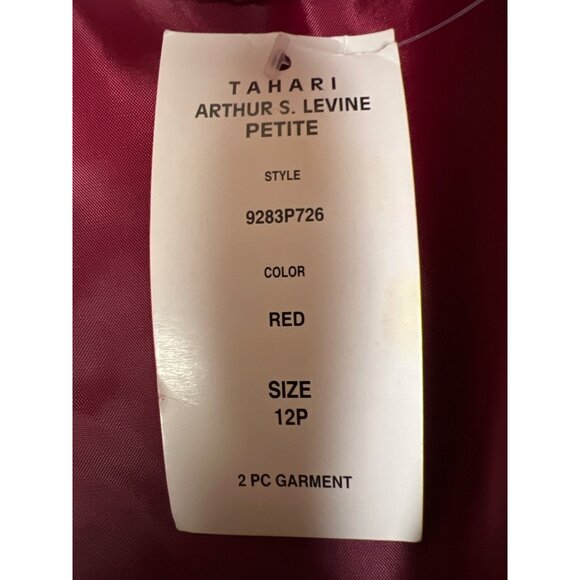 TAHARI
ARTHUR S. LEVINE
PETITE
STYLE
9283P726
COLOR
RED
SIZE
12P
2 PC GARMENT